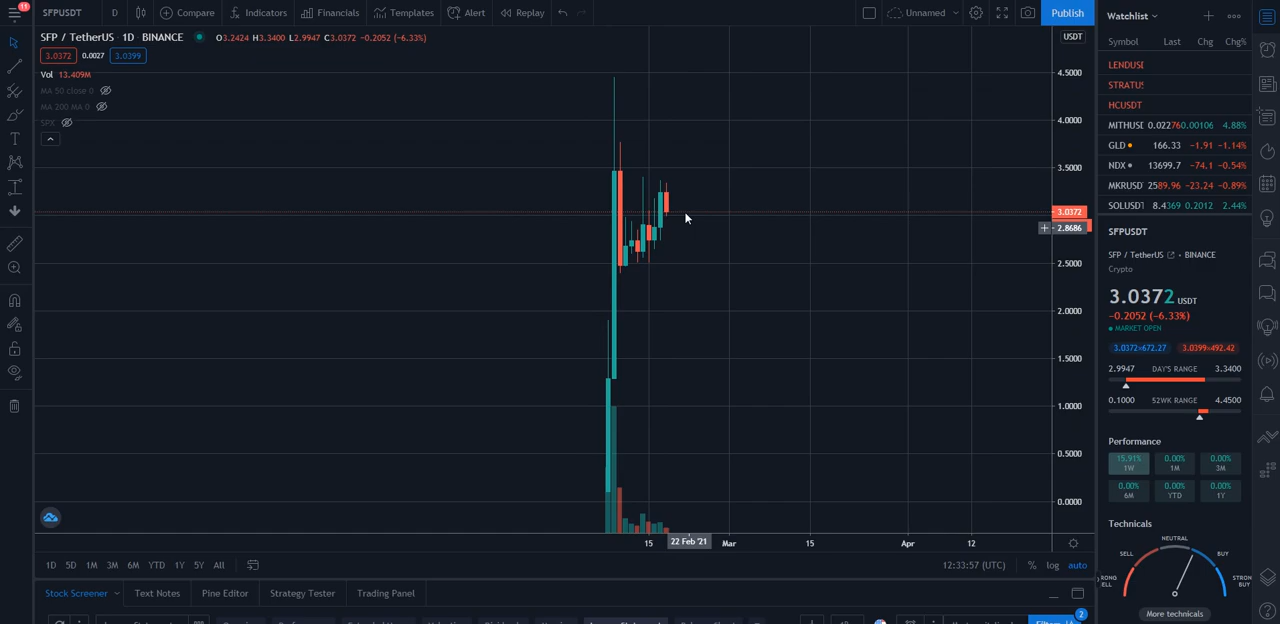 11
SFPUSDT D Compare Indicators Financials Templates Alert Replay Unnamed Publish
SFP / TetherUS · 1D · BINANCE O3.2424 H3.3400 L2.9947 C3.0372 -0.2052 (-6.33%)
3.0372 0.0027 3.0399
Vol 13.409M
MA 50 close 0
MA 200 MA 0
SPX
USDT
4.5000
4.0000
3.5000
3.0372
2.8686
2.5000
2.0000
1.5000
1.0000
0.5000
0.0000
15 22 Feb '21 Mar 15 Apr 12
1D 5D 1M 3M 6M YTD 1Y 5Y All 12:33:57 (UTC) % log auto
Stock Screener Text Notes Pine Editor Strategy Tester Trading Panel
2
Watchlist
Symbol Last Chg Chg%
LENDUSI
STRATUS
HCUSDT
MITHUSI 0.022760.00106 4.88%
GLD 166.33 -1.91 -1.14%
NDX 13699.7 -74.1 -0.54%
MKRUSD 2589.96 -23.24 -0.89%
SOLUSDT 8.4369 0.2012 2.44%
SFPUSDT
SFP / TetherUS · BINANCE
Crypto
3.0372 USDT
-0.2052 (-6.33%)
MARKET OPEN
3.0372×672.27 3.0399×492.42
2.9947 DAY'S RANGE 3.3400
0.1000 52WK RANGE 4.4500
Performance
15.91% 0.00% 0.00%
1W 1M 3M
0.00% 0.00% 0.00%
6M YTD 1Y
Technicals
NEUTRAL
SELL BUY
RONG STRON
ELL BUY
More technicals